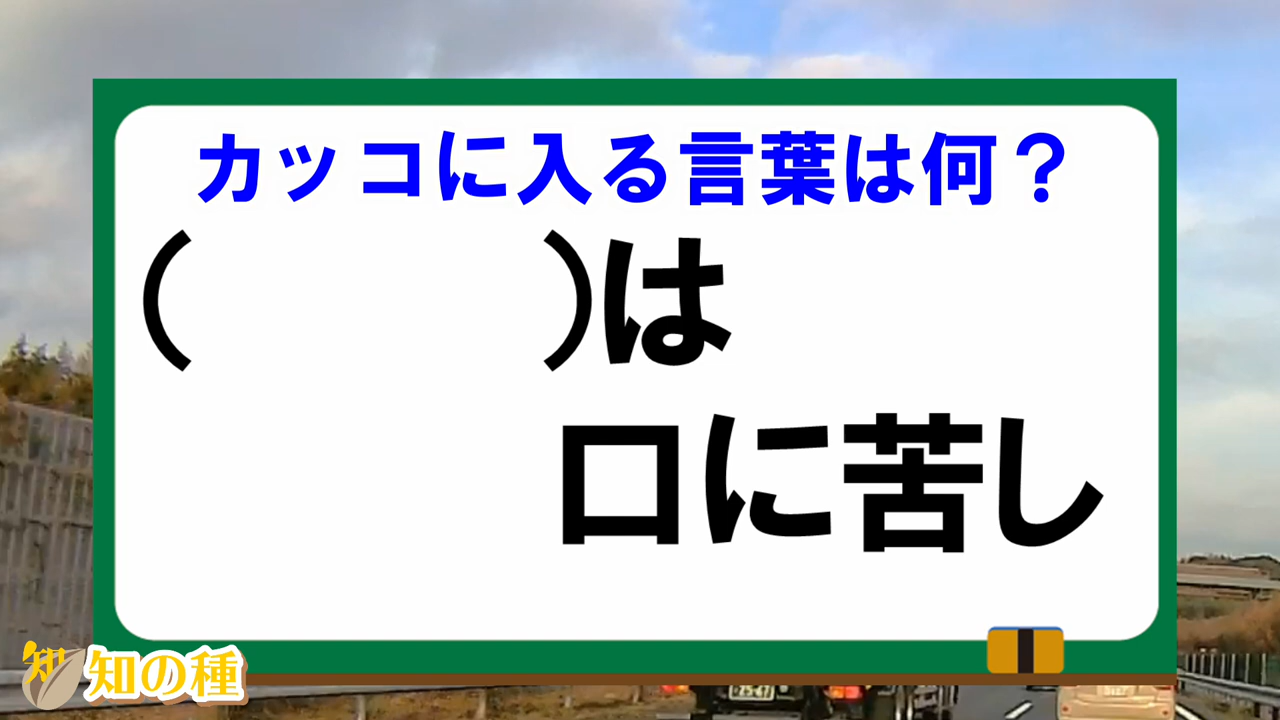 カッコに入る言葉は何？
(　　　　)は
口に苦し
知の種